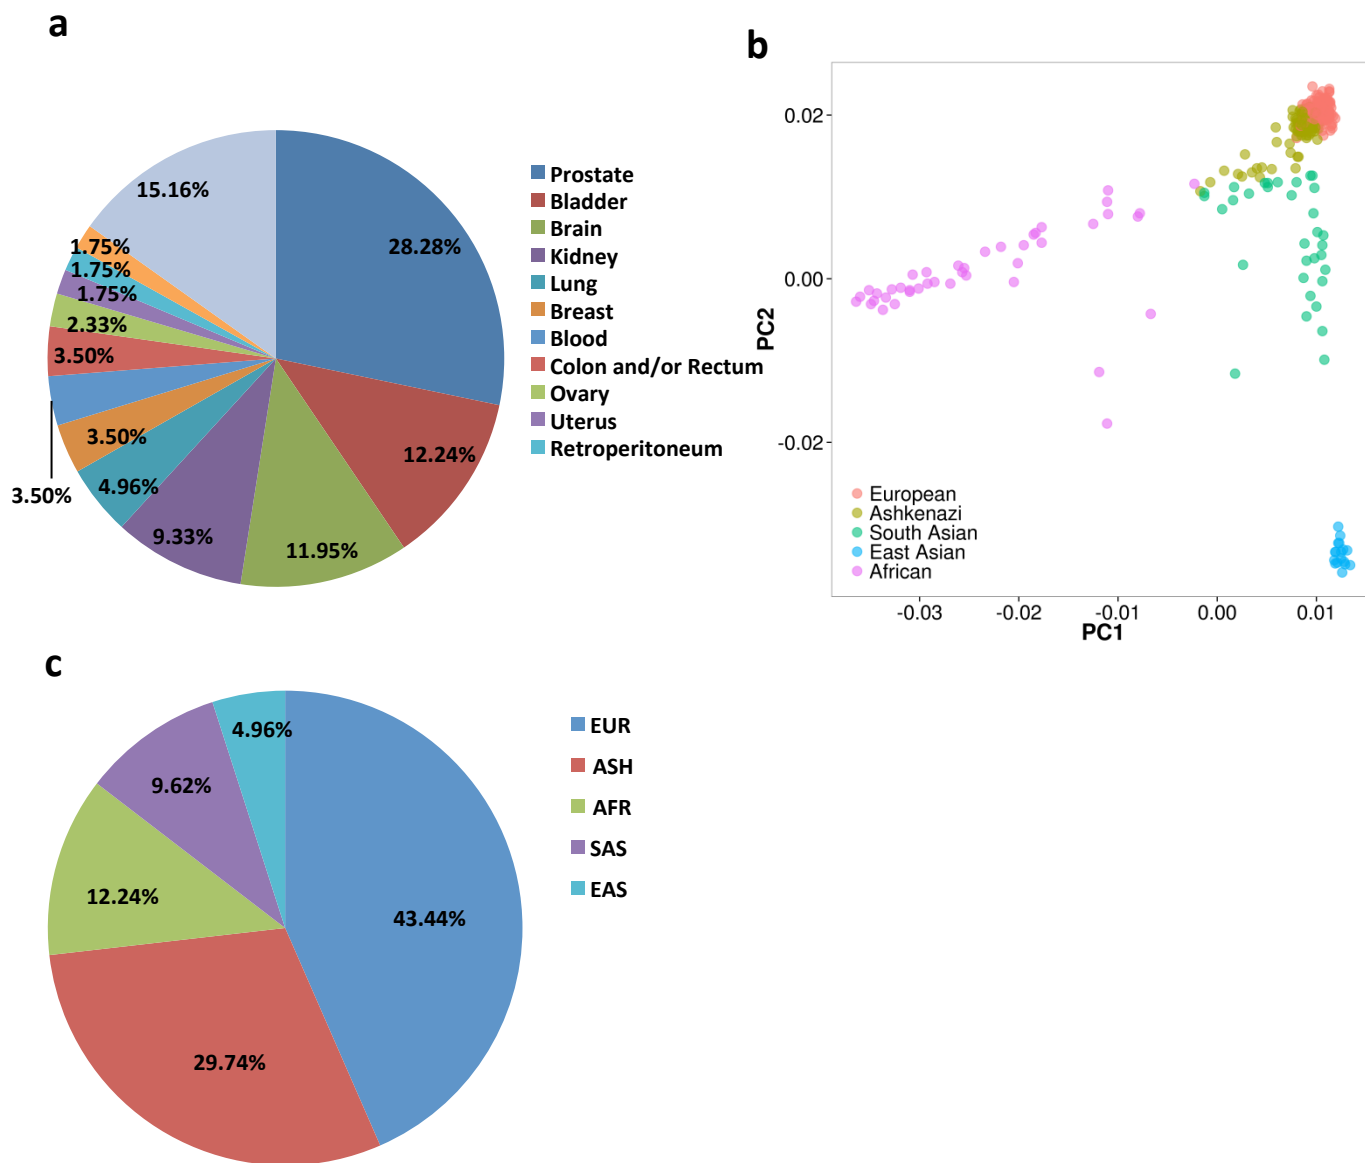 a
15.16%
28.28%
1.75%
1.75%
1.75%
2.33%
3.50%
3.50%
3.50%
4.96%
9.33%
11.95%
12.24%
Prostate
Bladder
Brain
Kidney
Lung
Breast
Blood
Colon and/or Rectum
Ovary
Uterus
Retroperitoneum
b
0.02
0.00
-0.02
PC2
European
Ashkenazi
South Asian
East Asian
African
-0.03 -0.02 -0.01 0.00 0.01
PC1
c
4.96%
9.62%
12.24%
43.44%
29.74%
EUR
ASH
AFR
SAS
EAS